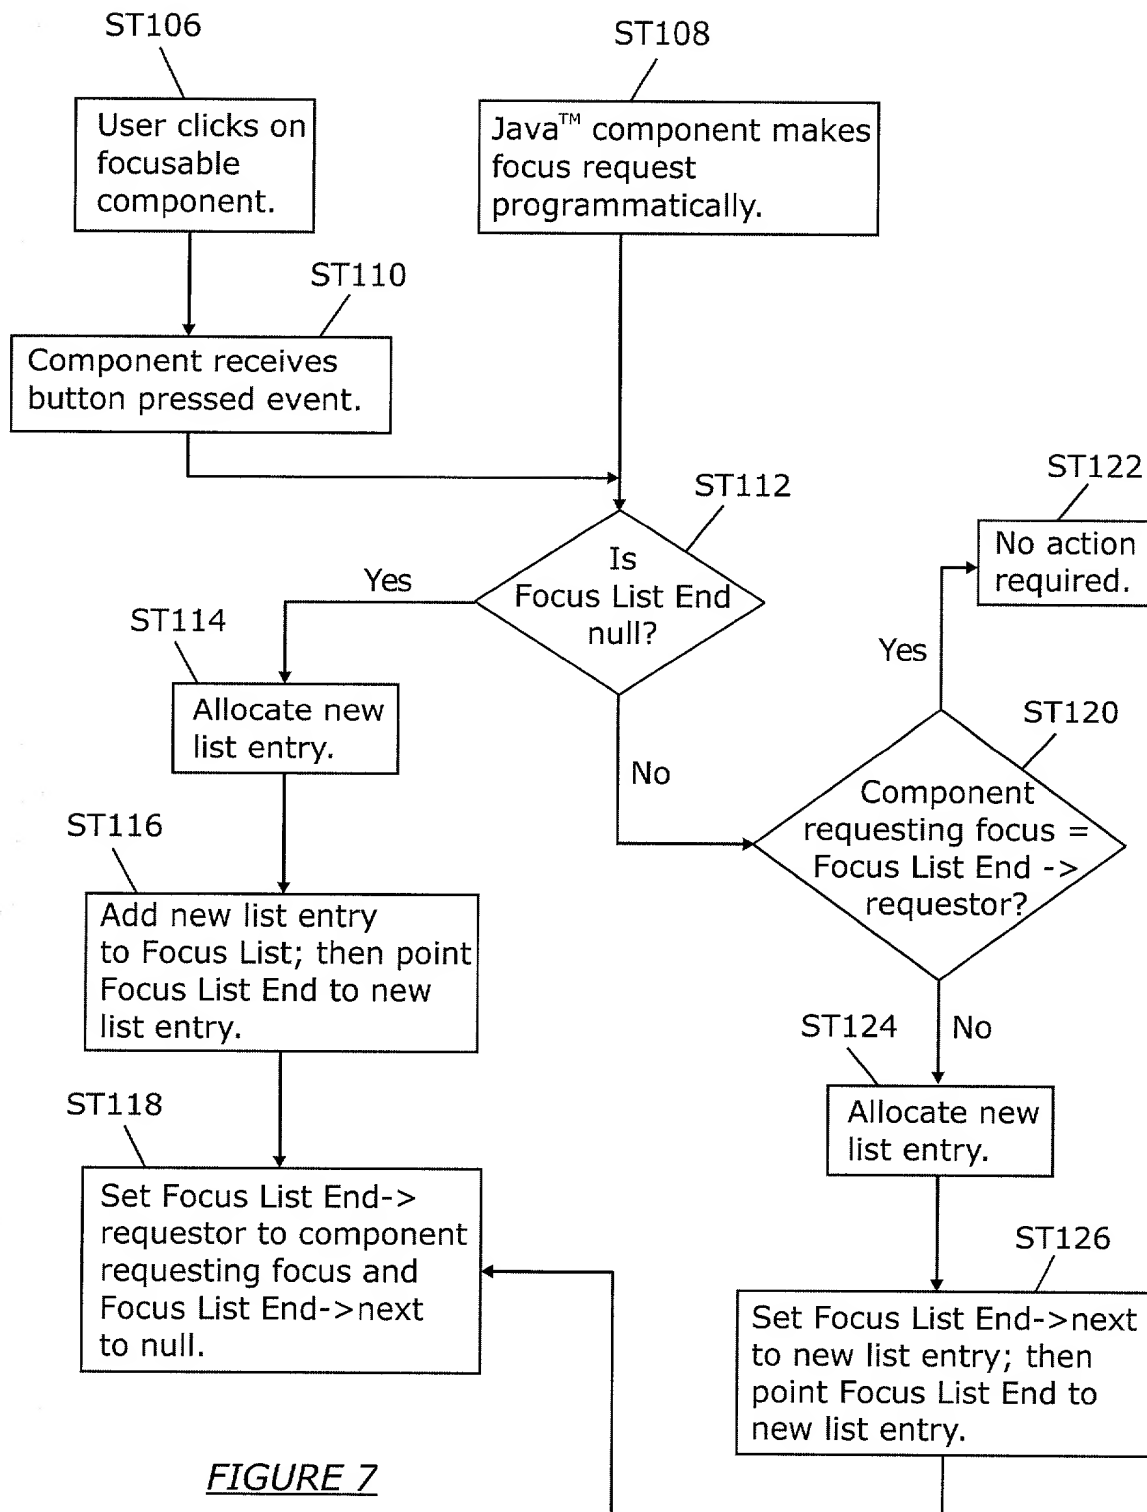 ST106
User clicks on
focusable
component.
ST108
Java™ component makes
focus request
programmatically.
ST110
Component receives
button pressed event.
ST112
Is
Focus List End
null?
Yes
No
ST114
Allocate new
list entry.
ST116
Add new list entry
to Focus List; then point
Focus List End to new
list entry.
ST118
Set Focus List End->
requestor to component
requesting focus and
Focus List End->next
to null.
ST122
No action
required.
Yes
ST120
Component
requesting focus =
Focus List End ->
requestor?
No
ST124
Allocate new
list entry.
ST126
Set Focus List End->next
to new list entry; then
point Focus List End to
new list entry.
FIGURE 7